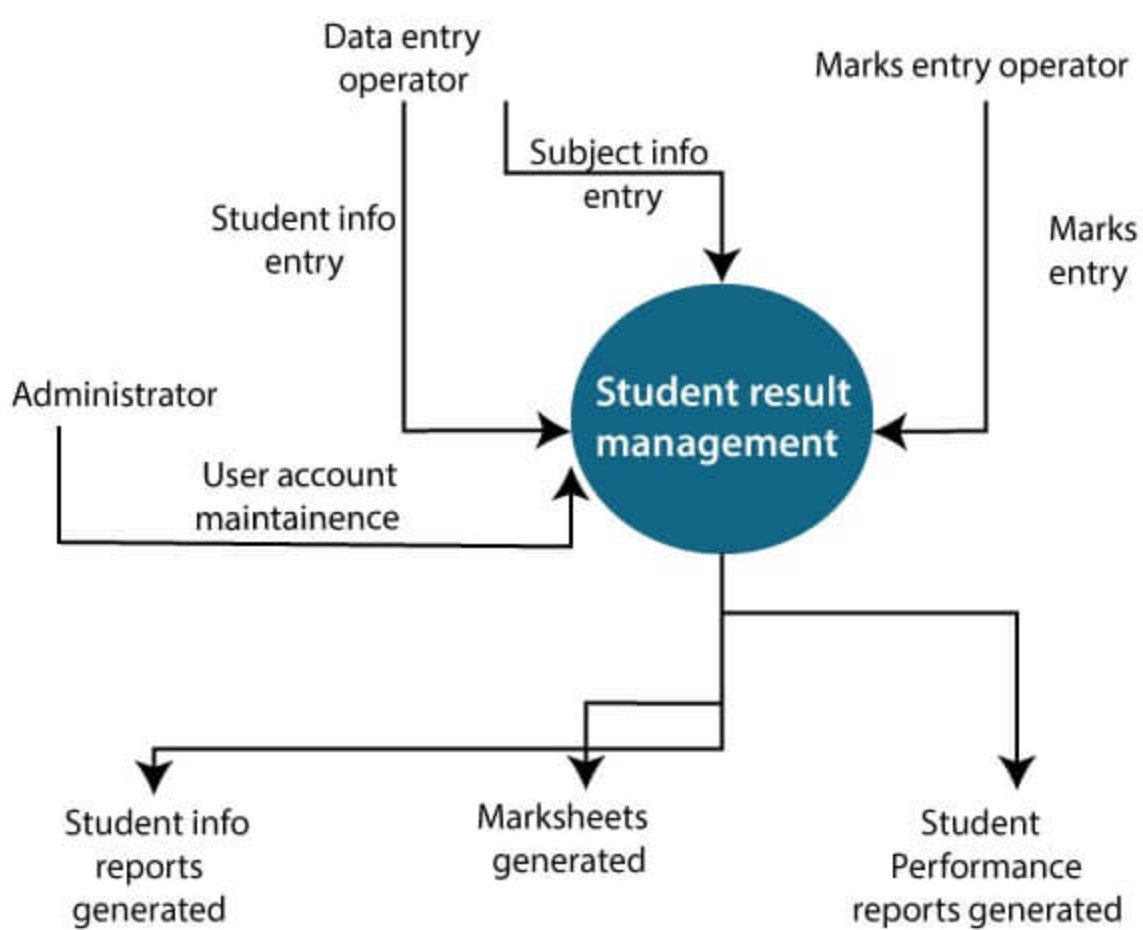 Data entry
operator
Marks entry operator
Subject info
entry
Student info
entry
Marks
entry
Administrator
Student result
management
User account
maintainence
Student info
reports
generated
Marksheets
generated
Student
Performance
reports generated